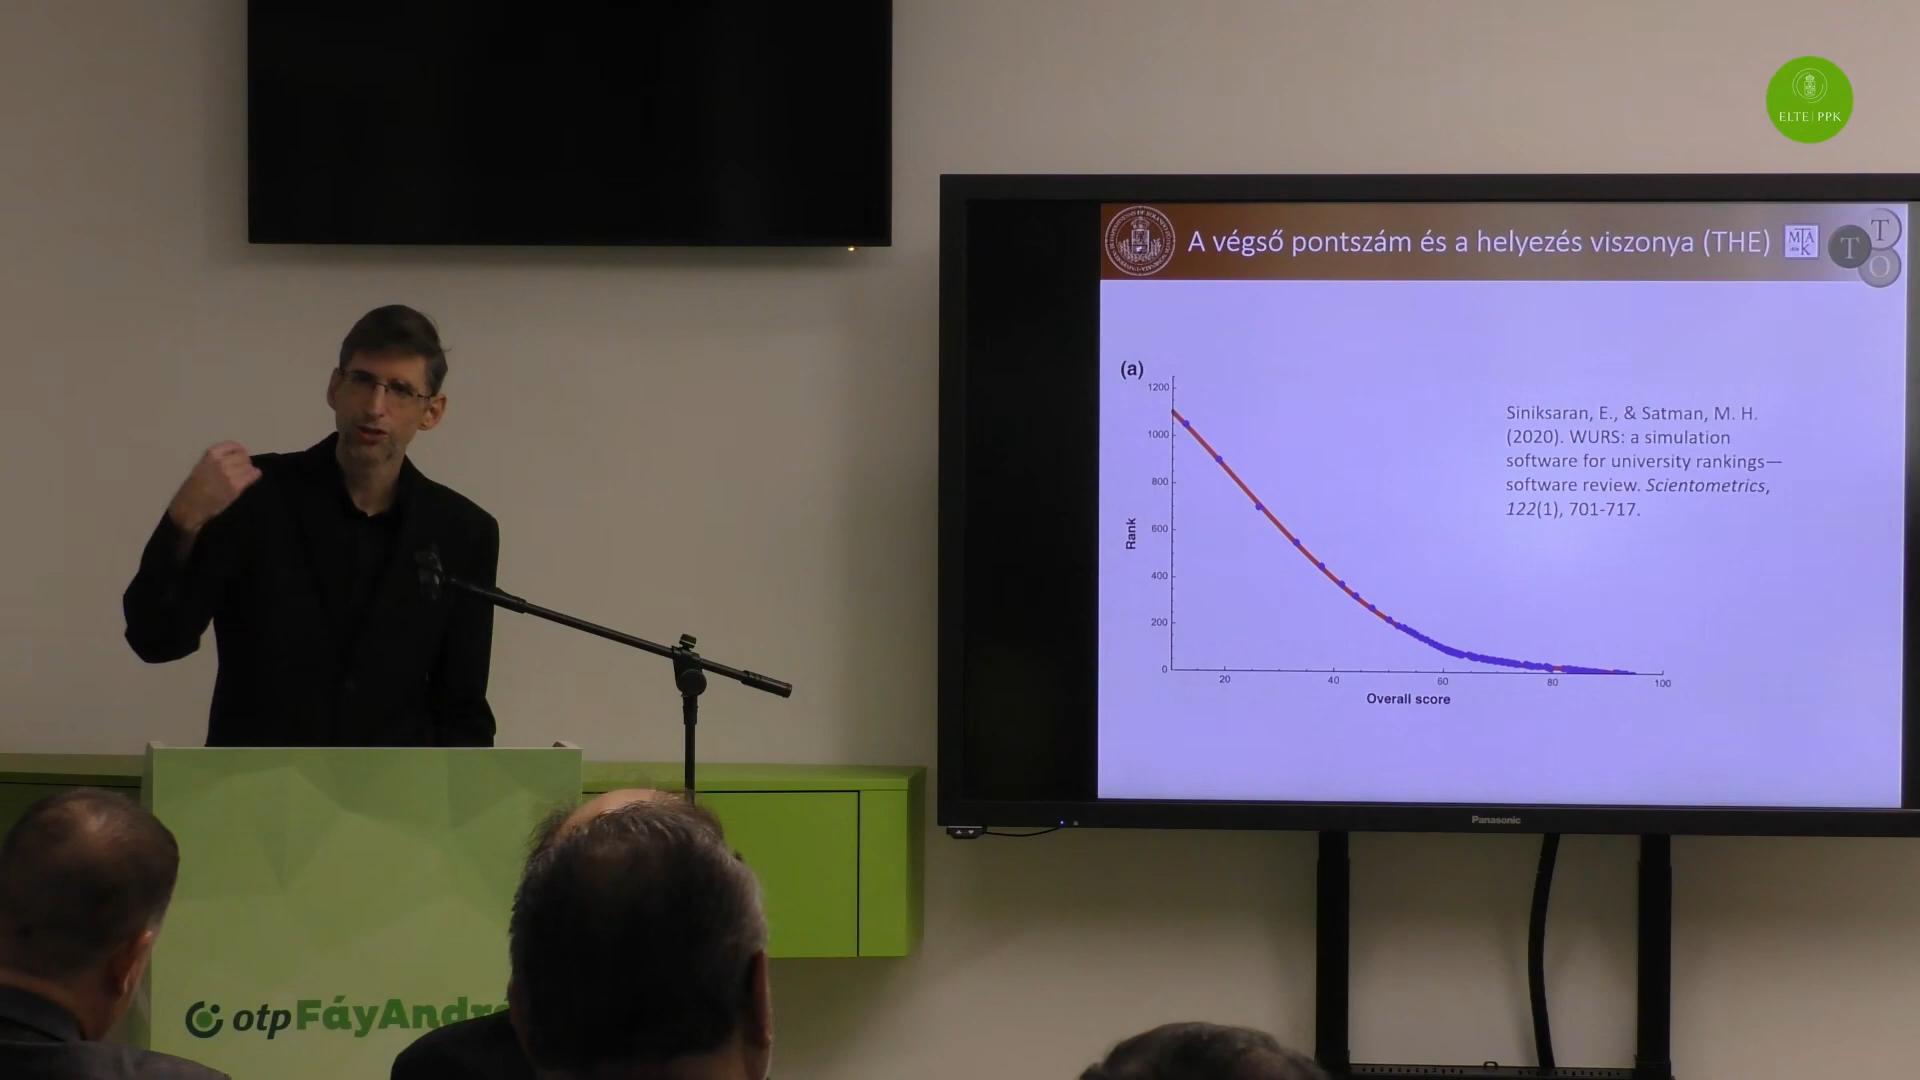 ELTE | PPK
A végső pontszám és a helyezés viszonya (THE)
MTA
K
T
T
O
(a)
1200
1000
800
600
400
200
0
Rank
20
40
60
80
100
Overall score
Siniksaran, E., & Satman, M. H.
(2020). WURS: a simulation
software for university rankings—
software review. Scientometrics,
122(1), 701-717.
Panasonic
otpFáyAndrá